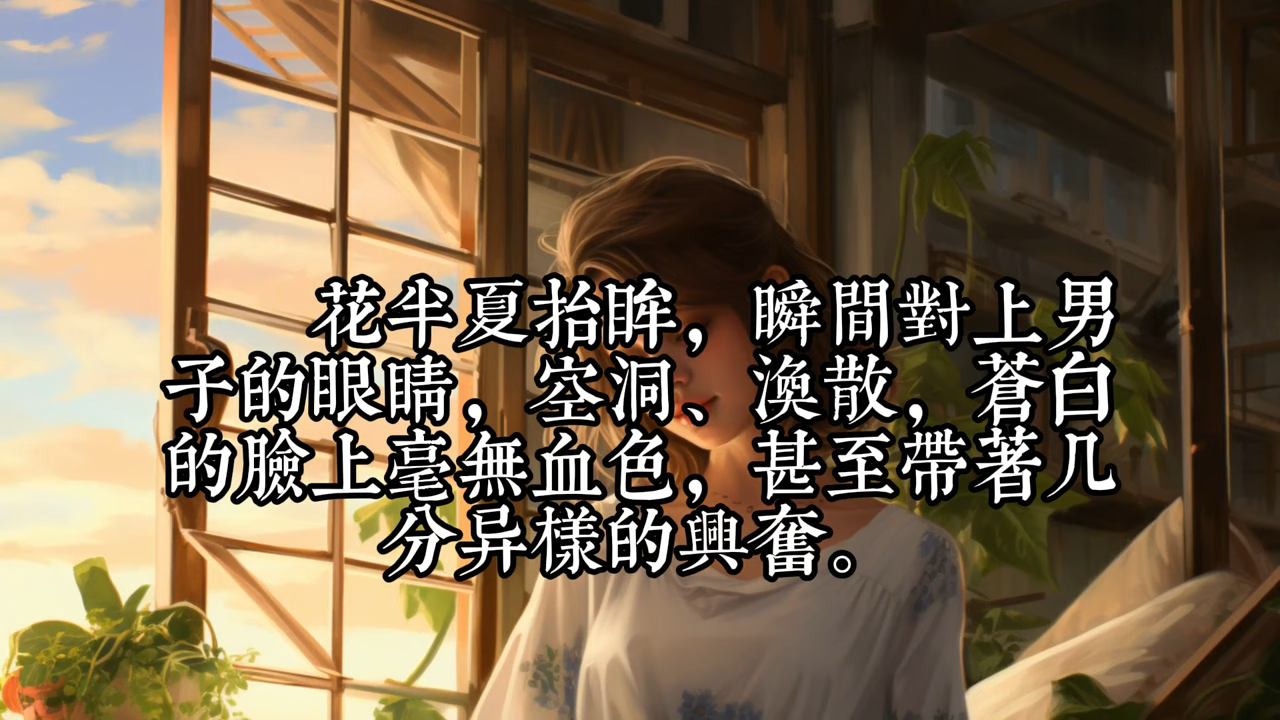 花半夏抬眸，瞬間對上男
子的眼睛，空洞、渙散，蒼白
的臉上毫無血色，甚至帶著几
分异樣的興奮。